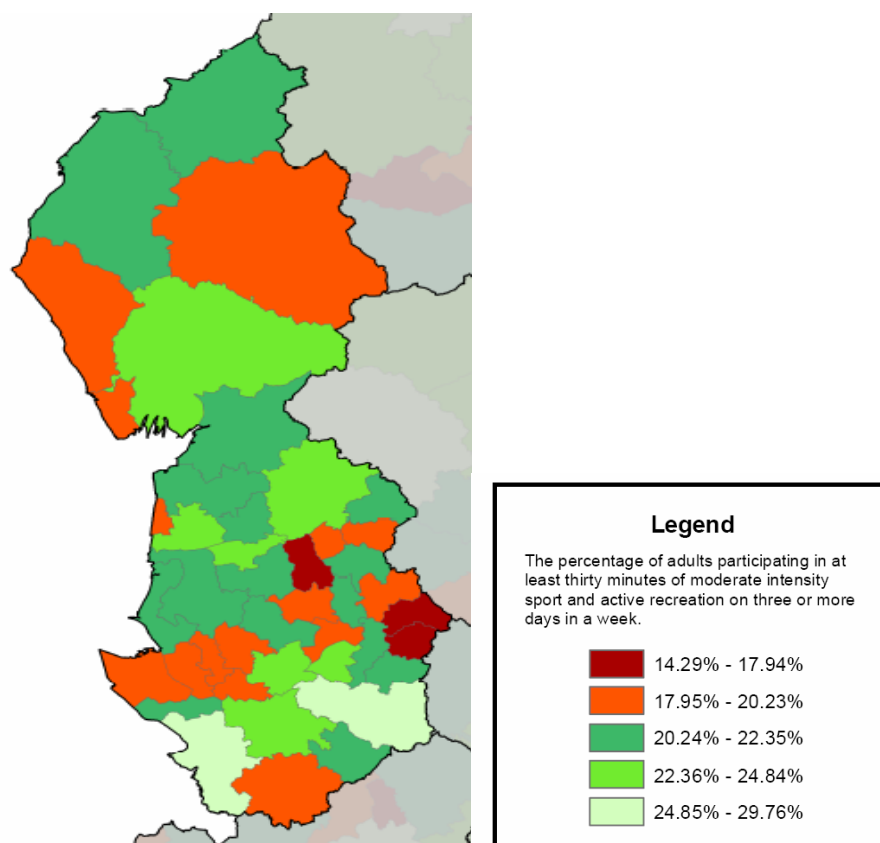 Legend
The percentage of adults participating in at
least thirty minutes of moderate intensity
sport and active recreation on three or more
days in a week.
14.29% - 17.94%
17.95% - 20.23%
20.24% - 22.35%
22.36% - 24.84%
24.85% - 29.76%